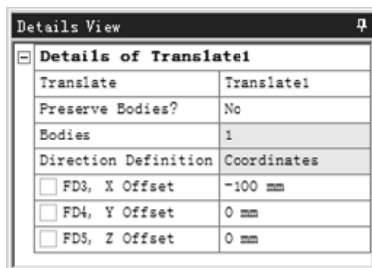 Details View
Details of Translate1
Translate Translate1
Preserve Bodies? No
Bodies 1
Direction Definition Coordinates
FD3, X Offset -100 mm
FD4, Y Offset 0 mm
FD5, Z Offset 0 mm